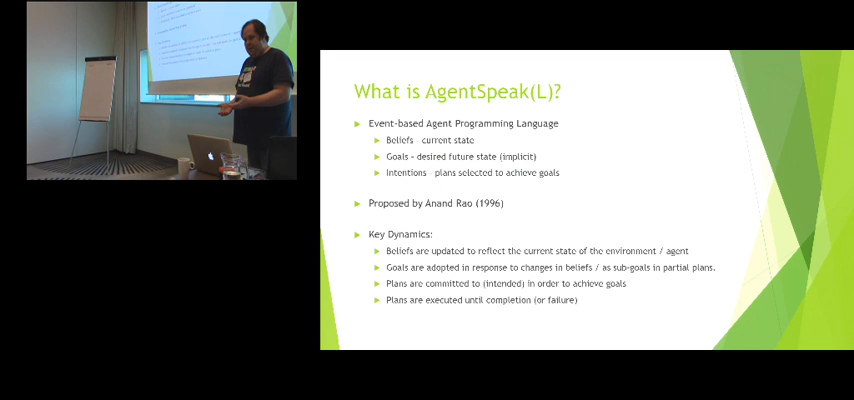 What is AgentSpeak(L)?
Event-based Agent Programming Language
Beliefs - current state
Goals – desired future state (implicit)
Intentions - plans selected to achieve goals
Proposed by Anand Rao (1996)
Key Dynamics:
Beliefs are updated to reflect the current state of the environment / agent
Goals are adopted in response to changes in beliefs / as sub-goals in partial plans.
Plans are committed to (intended) in order to achieve goals
Plans are executed until completion (or failure)